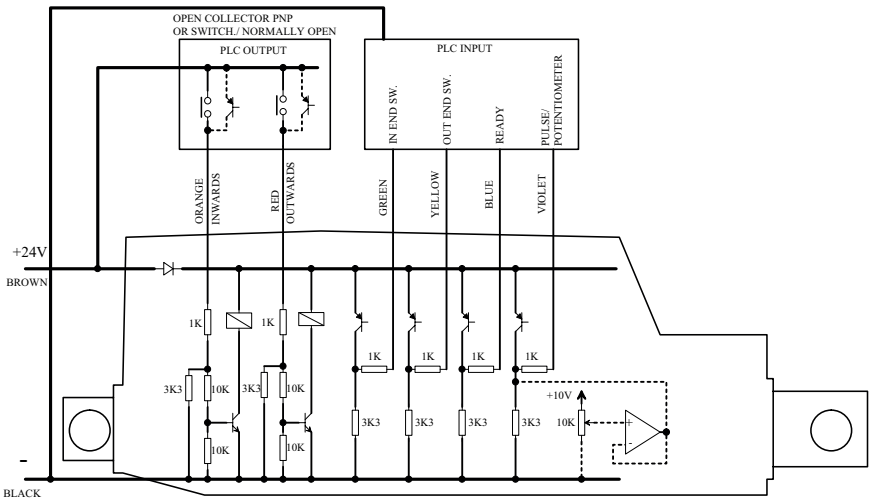 OPEN COLLECTOR PNP
OR SWITCH./ NORMALLY OPEN
PLC OUTPUT
PLC INPUT
IN END SW.
OUT END SW.
READY
PULSE/
POTENTIOMETER
ORANGE
INWARDS
RED
OUTWARDS
GREEN
YELLOW
BLUE
VIOLET
+24V
BROWN
1K
1K
1K
1K
1K
1K
3K3
10K
3K3
10K
+10V
3K3
3K3
3K3
3K3
10K
+
-
10K
10K
-
BLACK